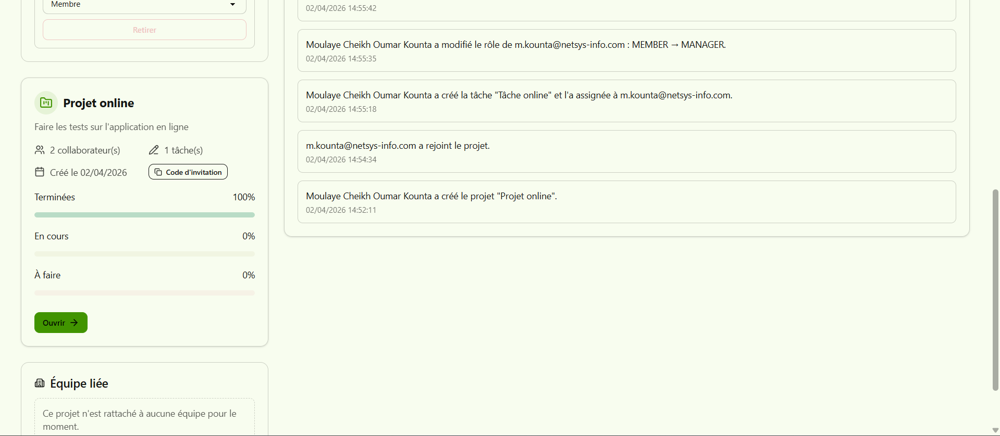 Membre
Retirer
Projet online
Faire les tests sur l'application en ligne
2 collaborateur(s)
1 tâche(s)
Créé le 02/04/2026
Code d'invitation
Terminées
100%
En cours
0%
À faire
0%
Ouvrir
Équipe liée
Ce projet n'est rattaché à aucune équipe pour le
moment.
02/04/2026 14:55:42
Moulaye Cheikh Oumar Kounta a modifié le rôle de m.kounta@netsys-info.com : MEMBER → MANAGER.
02/04/2026 14:55:35
Moulaye Cheikh Oumar Kounta a créé la tâche "Tâche online" et l'a assignée à m.kounta@netsys-info.com.
02/04/2026 14:55:18
m.kounta@netsys-info.com a rejoint le projet.
02/04/2026 14:54:34
Moulaye Cheikh Oumar Kounta a créé le projet "Projet online".
02/04/2026 14:52:11